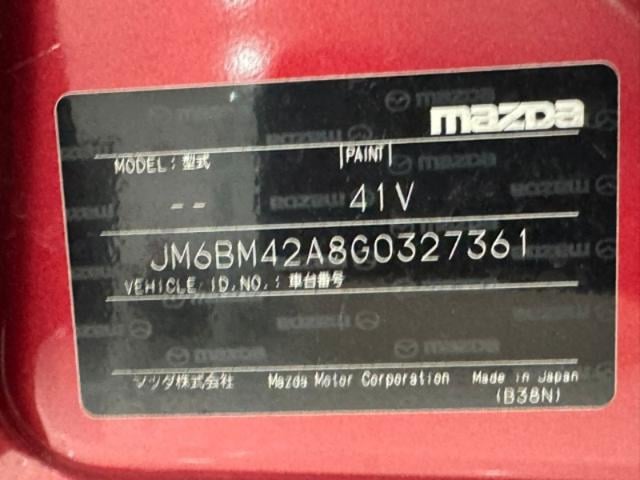 mazda
MODEL: 型式 PAINT
-- 41V
JM6BM42A8G0327361
VEHICLE ID.NO.: 車台番号
マツダ株式会社 Mazda Motor Corporation Made in Japan
(B38N)